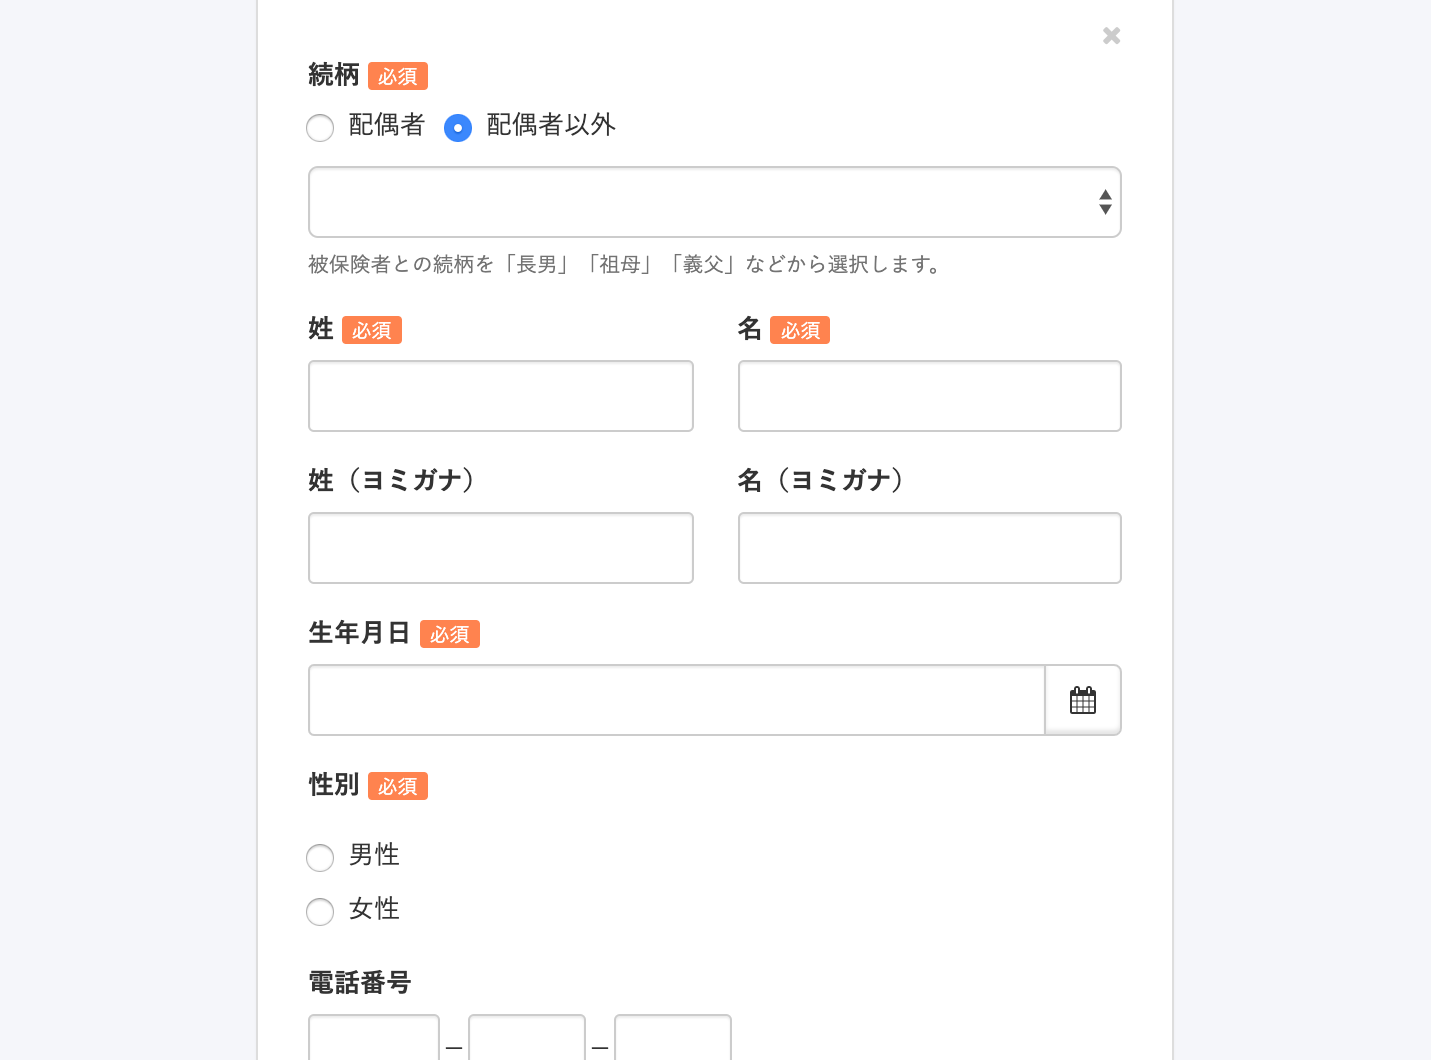 続柄 必須
配偶者 配偶者以外
被保険者との続柄を「長男」「祖母」「義父」などから選択します。
姓 必須 名 必須
姓（ヨミガナ） 名（ヨミガナ）
生年月日 必須
性別 必須
男性
女性
電話番号
– –